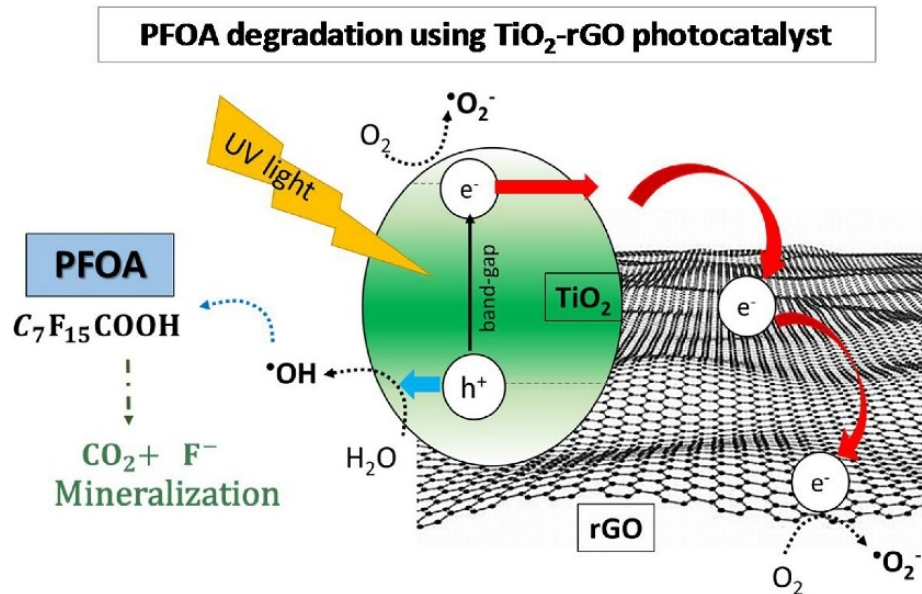 PFOA degradation using TiO₂-rGO photocatalyst
•O₂⁻
O₂
UV light
e⁻
band-gap
TiO₂
e⁻
PFOA
C₇F₁₅COOH
•OH
h⁺
H₂O
CO₂+ F⁻
Mineralization
e⁻
rGO
O₂
•O₂⁻